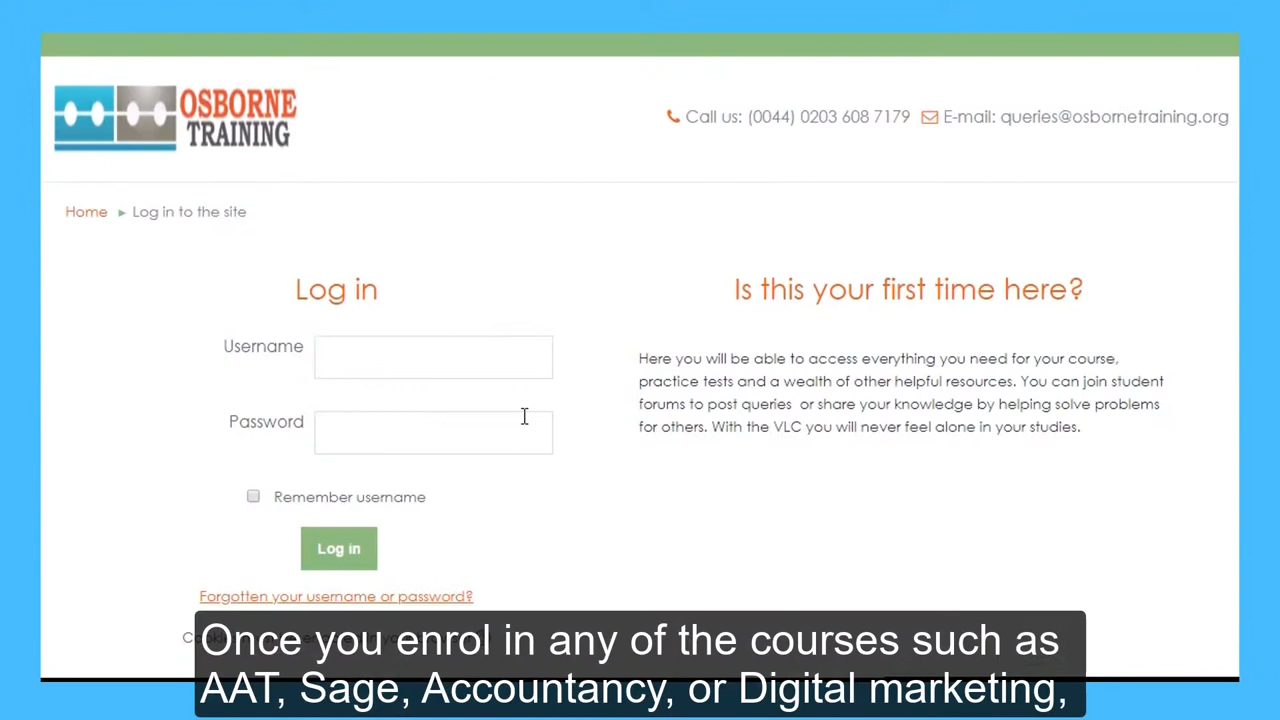 OSBORNE
TRAINING
Call us: (0044) 0203 608 7179 E-mail: queries@osbornetraining.org
Home ▸ Log in to the site
Log in
Is this your first time here?
Username
Password
Here you will be able to access everything you need for your course,
practice tests and a wealth of other helpful resources. You can join student
forums to post queries or share your knowledge by helping solve problems
for others. With the VLC you will never feel alone in your studies.
Remember username
Log in
Forgotten your username or password?
Once you enrol in any of the courses such as
AAT, Sage, Accountancy, or Digital marketing,